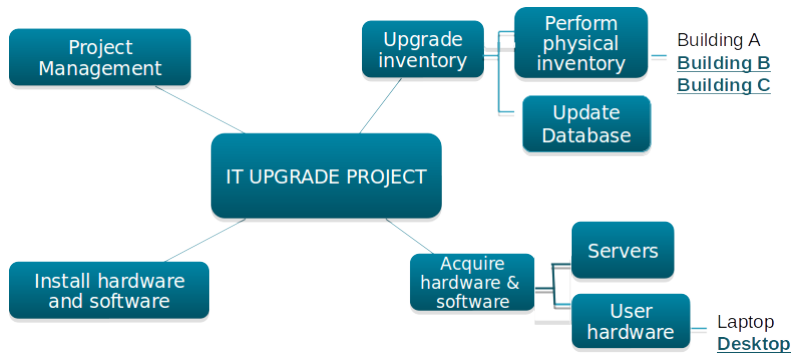 Project
Management
Upgrade
inventory
Perform
physical
inventory
Building A
Building B
Building C
Update
Database
IT UPGRADE PROJECT
Install hardware
and software
Acquire
hardware &
software
Servers
User
hardware
Laptop
Desktop